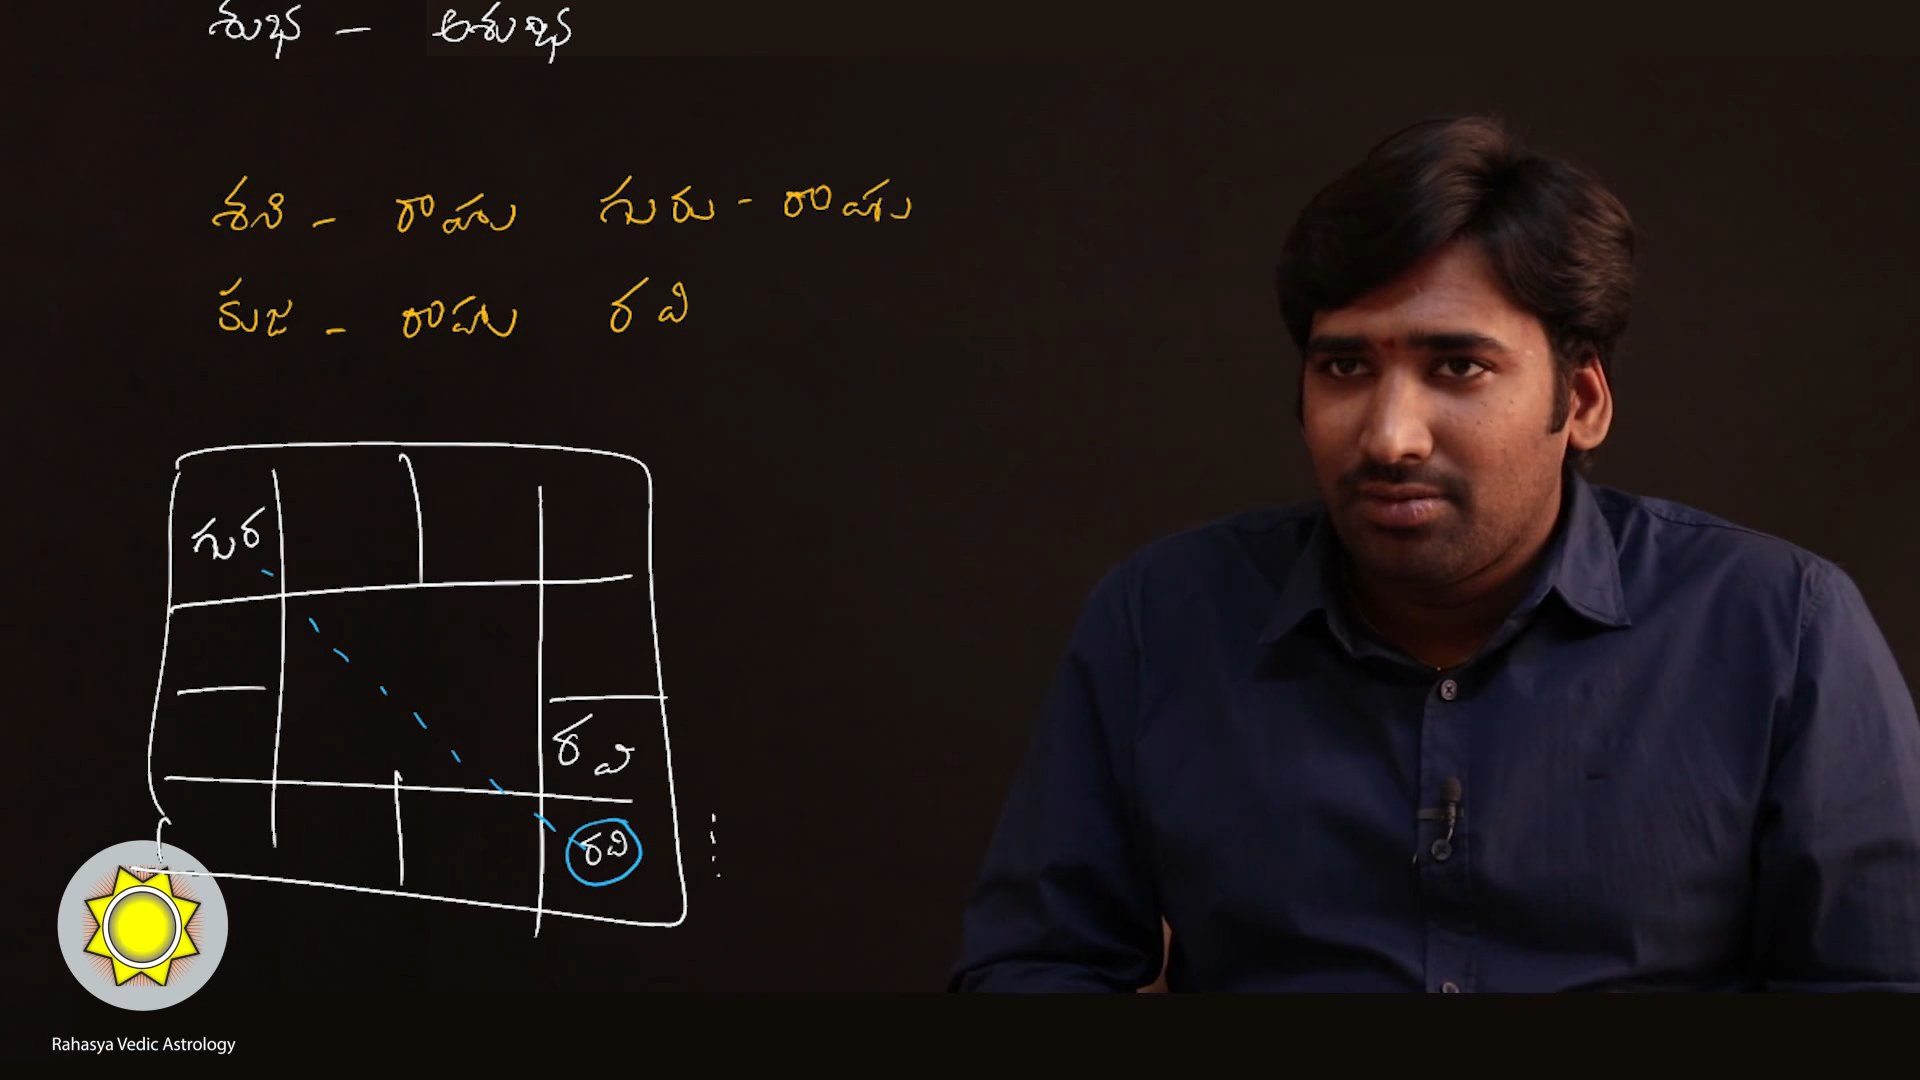 శుభ - అశుభ
శని - రాహు గురు - రాహు
కుజ - రాహు రవి
గుర
రవి
రవి
Rahasya Vedic Astrology